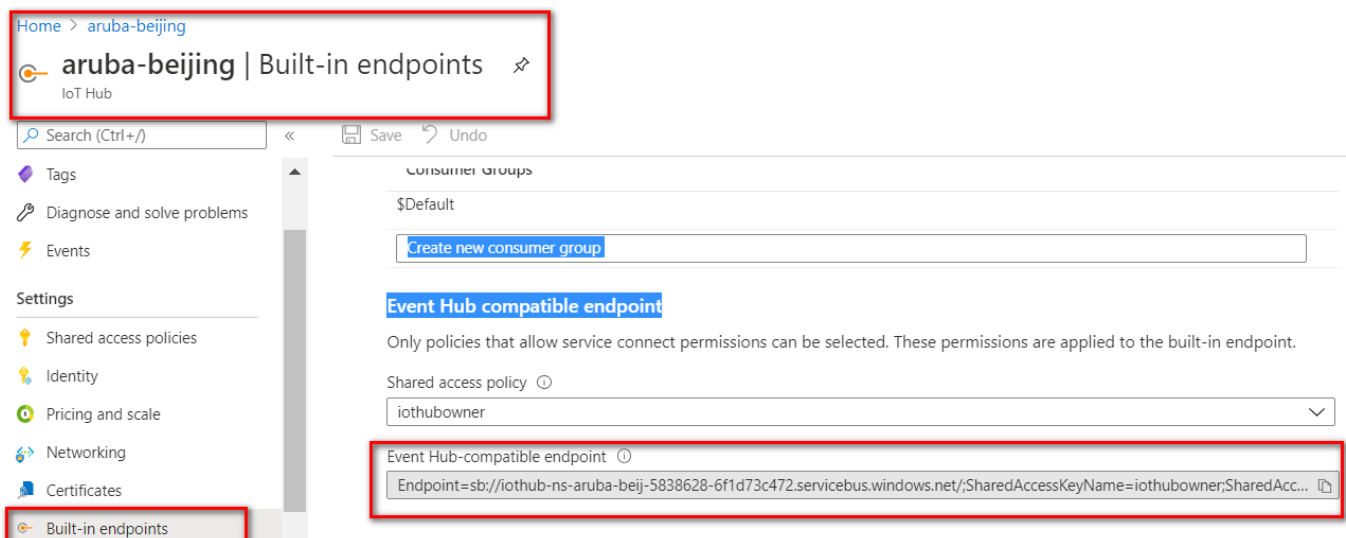 Home > aruba-beijing
aruba-beijing | Built-in endpoints
IoT Hub
Search (Ctrl+/)
«
Save
Undo
Tags
Diagnose and solve problems
Events
Settings
Shared access policies
Identity
Pricing and scale
Networking
Certificates
Built-in endpoints
Consumer Groups
$Default
Create new consumer group
Event Hub compatible endpoint
Only policies that allow service connect permissions can be selected. These permissions are applied to the built-in endpoint.
Shared access policy
iothubowner
Event Hub-compatible endpoint
Endpoint=sb://iothub-ns-aruba-beij-5838628-6f1d73c472.servicebus.windows.net/;SharedAccessKeyName=iothubowner;SharedAcc...